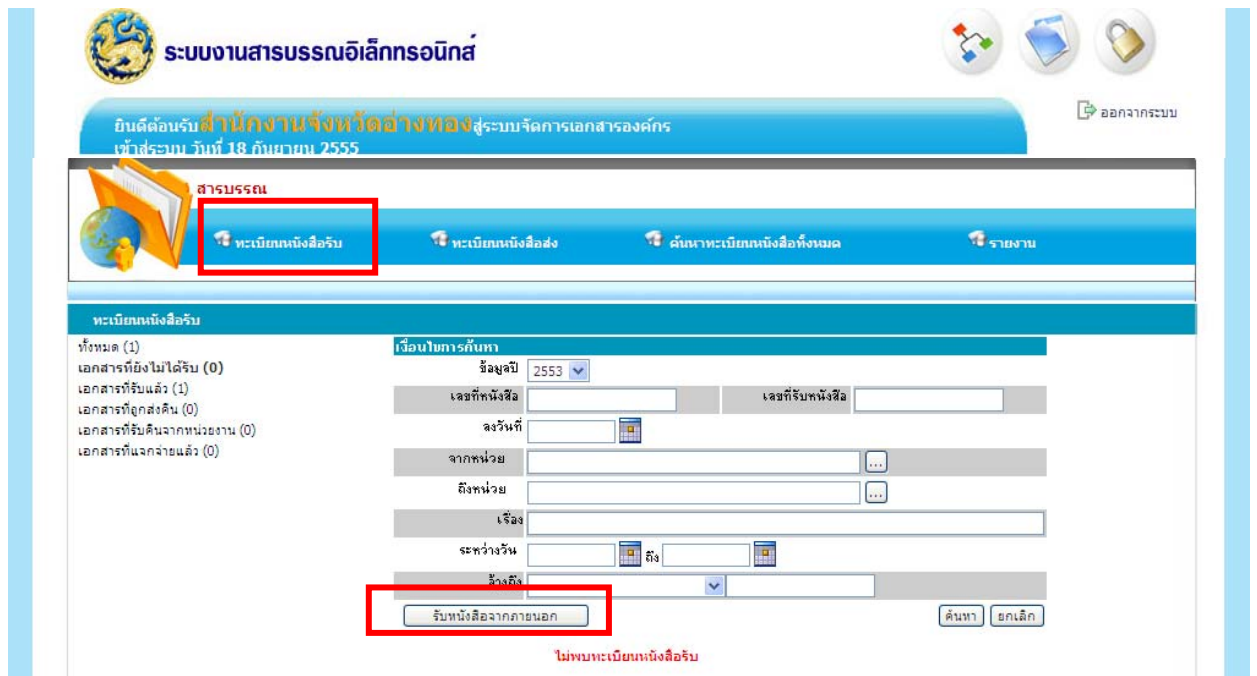 ระบบงานสารบรรณอิเล็กทรอนิกส์
ออกจากระบบ
ยินดีต้อนรับสำนักงานจังหวัดอ่างทองสู่ระบบจัดการเอกสารองค์กร
เข้าสู่ระบบ วันที่ 18 กันยายน 2555
สารบรรณ
ทะเบียนหนังสือรับ ทะเบียนหนังสือส่ง ค้นหาทะเบียนหนังสือทั้งหมด รายงาน
ทะเบียนหนังสือรับ
ทั้งหมด (1)
เอกสารที่ยังไม่ได้รับ (0)
เอกสารที่รับแล้ว (1)
เอกสารที่ถูกส่งคืน (0)
เอกสารที่รับคืนจากหน่วยงาน (0)
เอกสารที่แจกจ่ายแล้ว (0)
เงื่อนไขการค้นหา
ข้อมูลปี 2553
เลขที่หนังสือ เลขที่รับหนังสือ
ลงวันที่
จากหน่วย ...
ถึงหน่วย ...
เรื่อง
ระหว่างวัน ถึง
อ้างถึง
รับหนังสือจากภายนอก ค้นหา ยกเลิก
ไม่พบทะเบียนหนังสือรับ